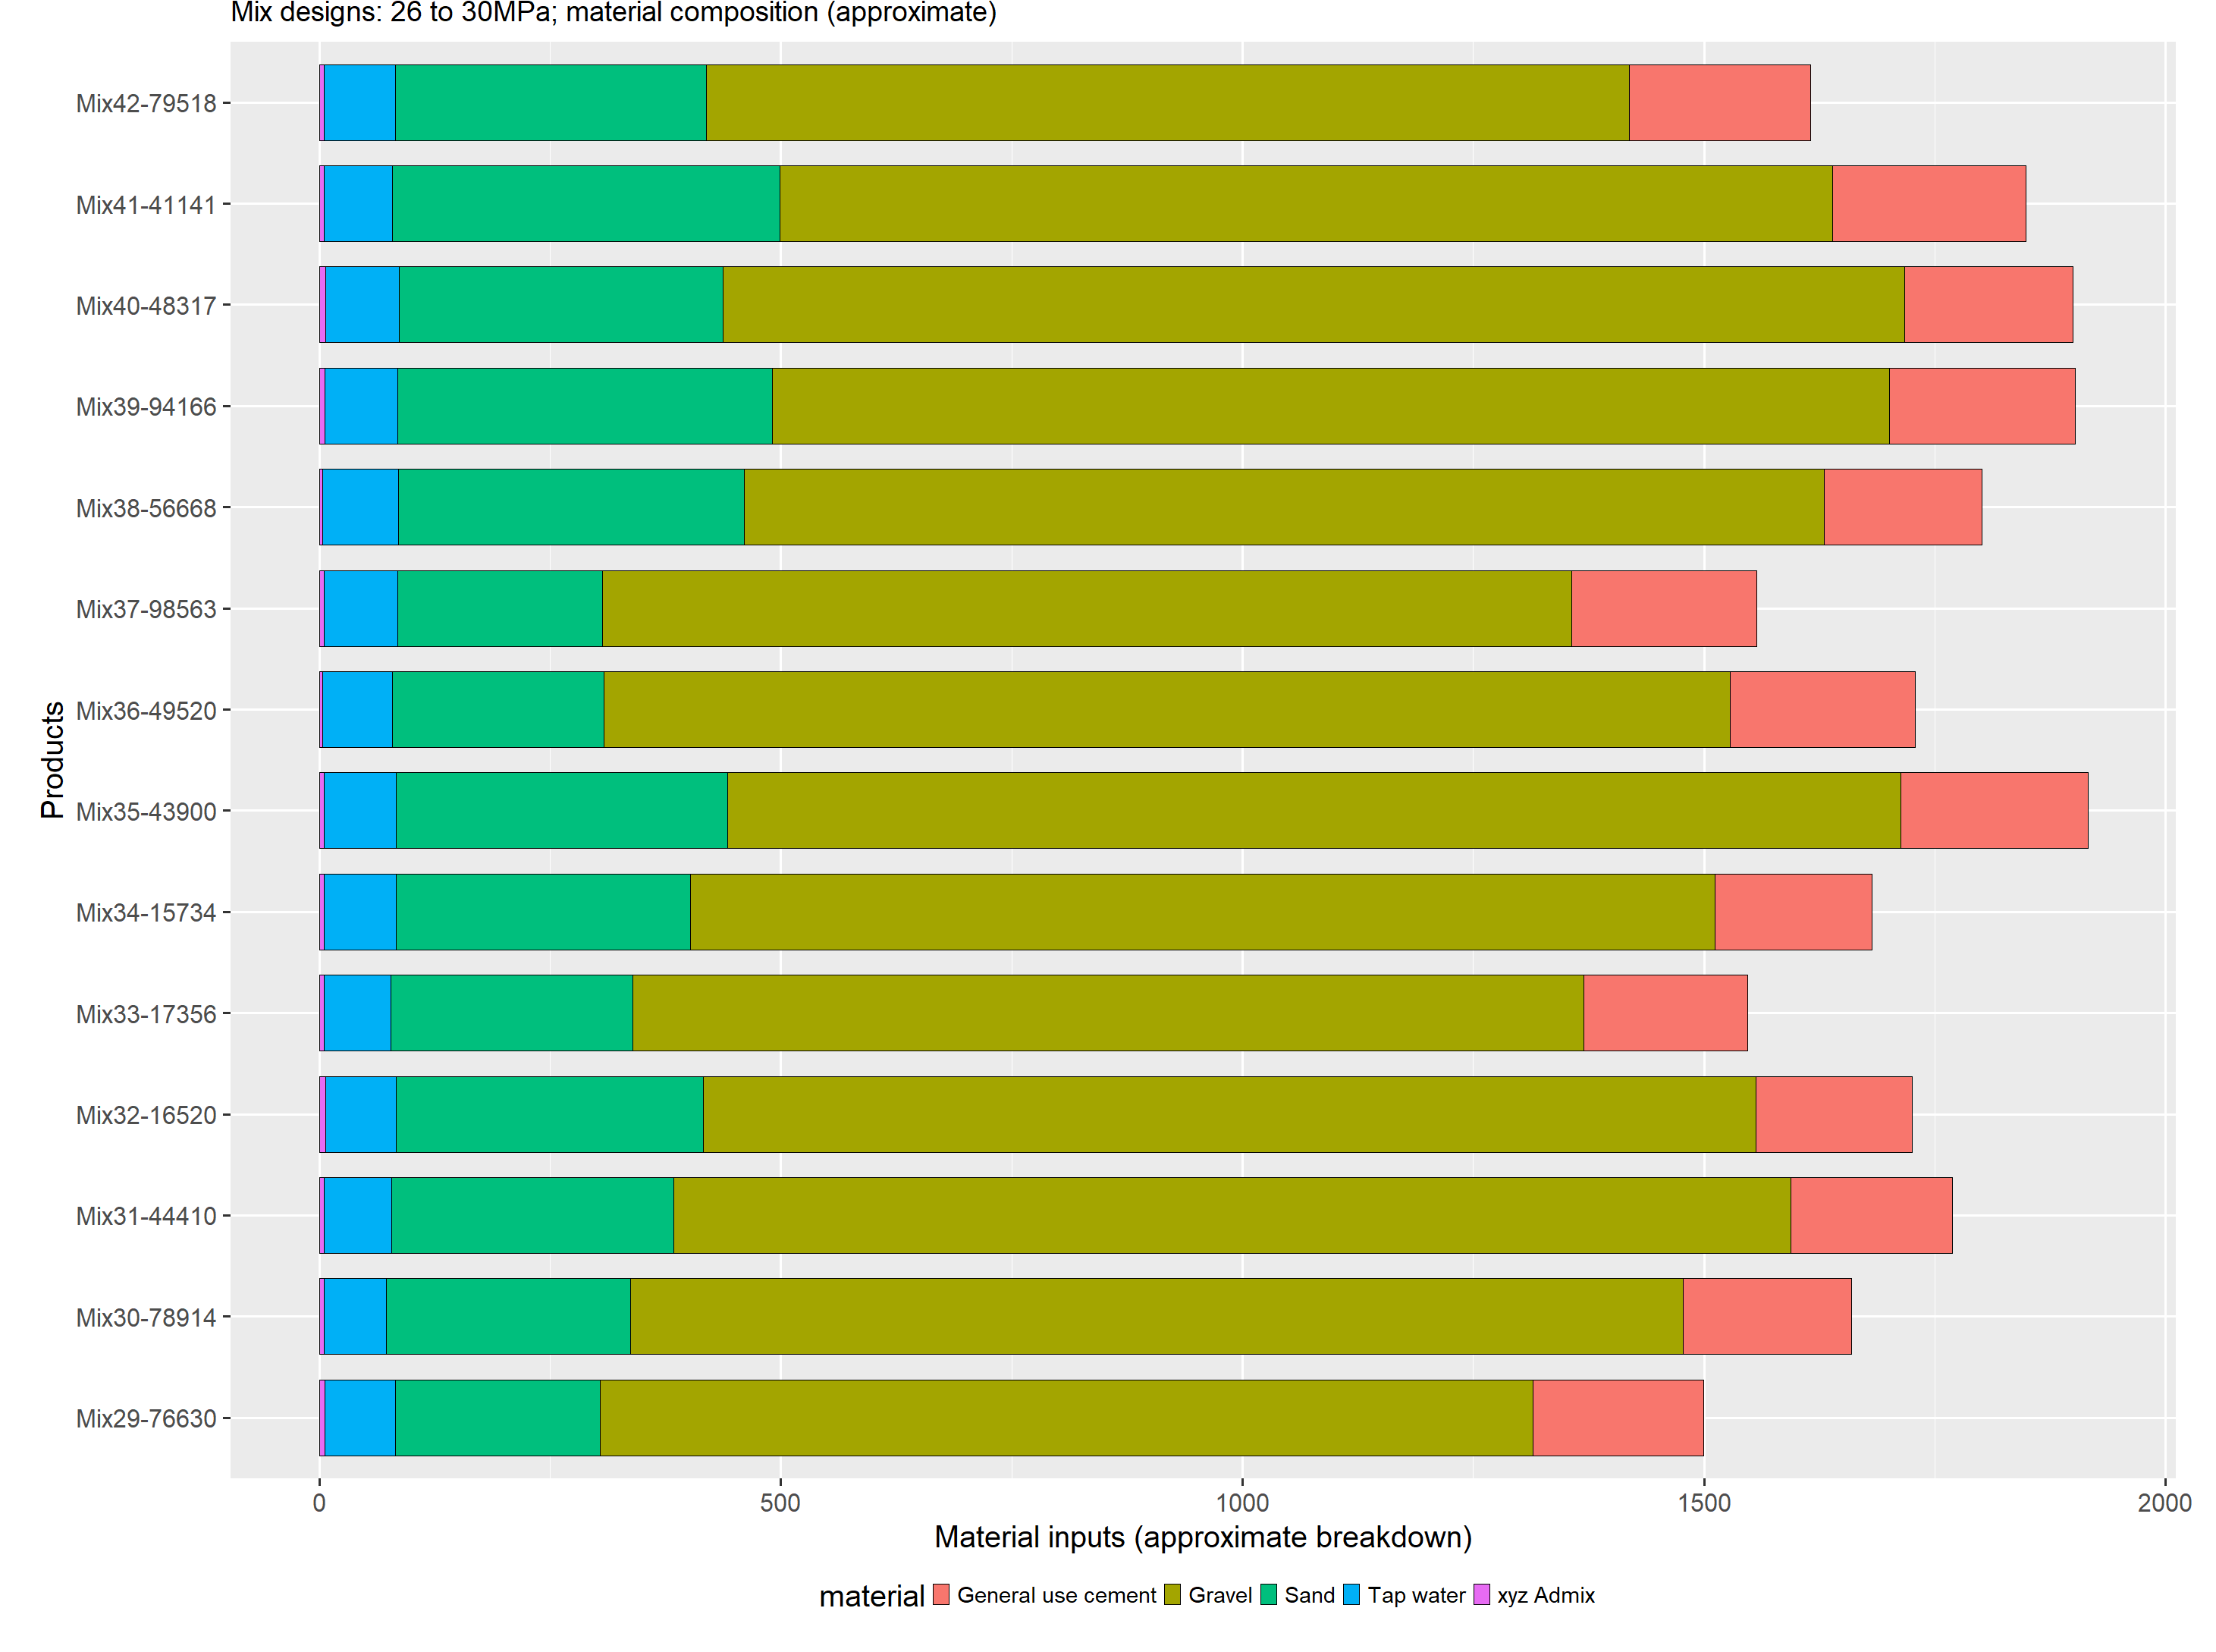 Mix designs: 26 to 30MPa; material composition (approximate)
Mix42-79518
Mix41-41141
Mix40-48317
Mix39-94166
Mix38-56668
Mix37-98563
Mix36-49520
Mix35-43900
Mix34-15734
Mix33-17356
Mix32-16520
Mix31-44410
Mix30-78914
Mix29-76630
Products
0 500 1000 1500 2000
Material inputs (approximate breakdown)
material General use cement Gravel Sand Tap water xyz Admix